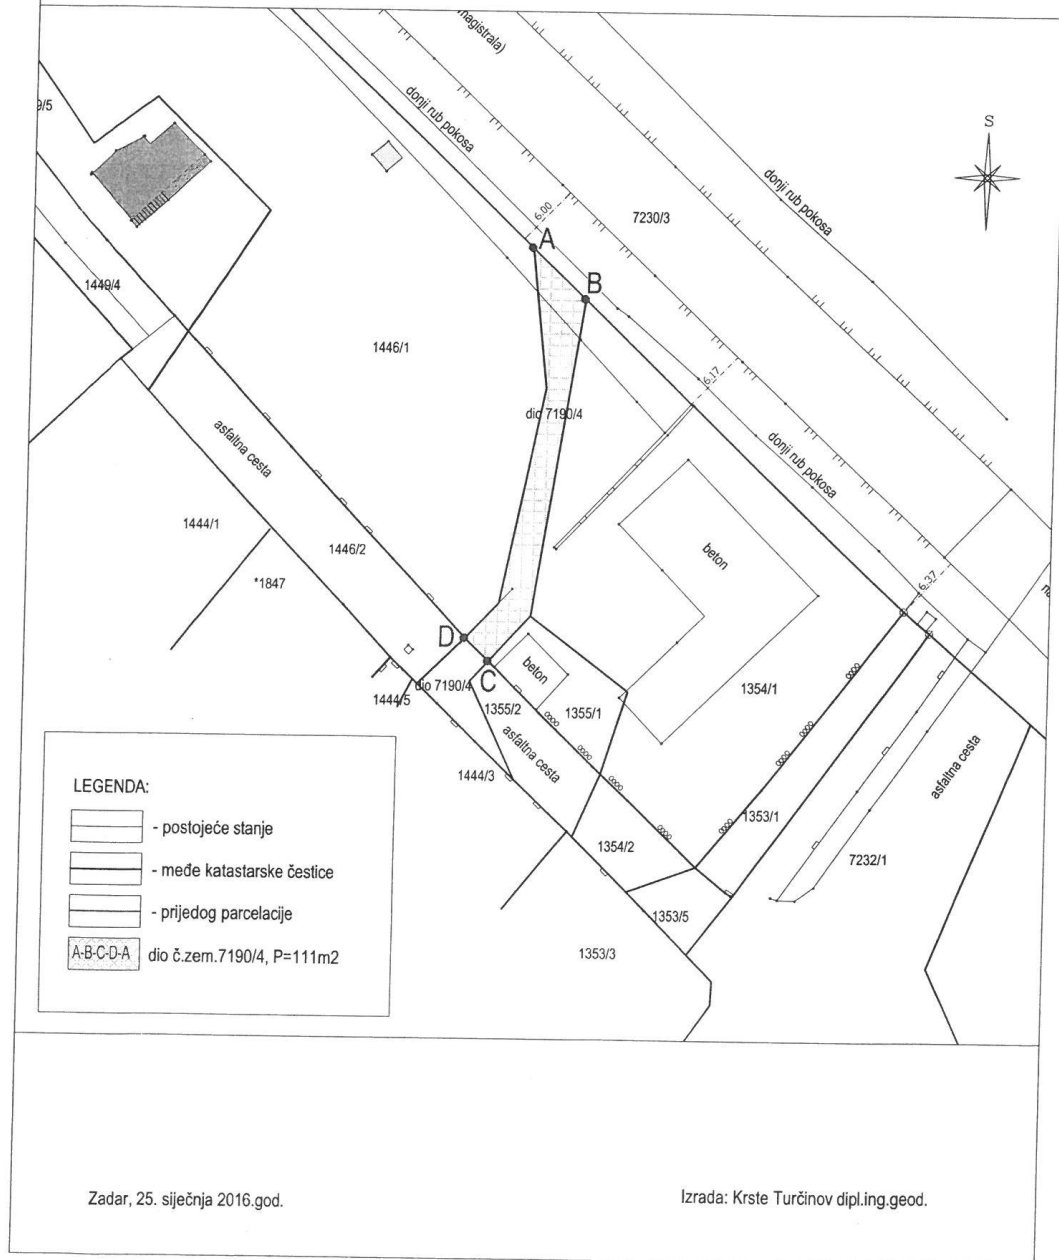 magistrala)
donji rub pokosa
9/5
S
donji rub pokosa
6.00
7230/3
A
B
1449/4
1446/1
6.17
dio 7190/4
asfaltna cesta
donji rub pokosa
1444/1
1446/2
beton
*1847
6.37
D
C
beton
dio 7190/4
1444/5
1355/2
1355/1
1354/1
asfaltna cesta
1444/3
asfaltna cesta
1353/1
1354/2
7232/1
1353/5
1353/3
LEGENDA:
- postojeće stanje
- međe katastarske čestice
- prijedog parcelacije
A-B-C-D-A dio č.zem.7190/4, P=111m2
Zadar, 25. siječnja 2016.god.
Izrada: Krste Turčinov dipl.ing.geod.